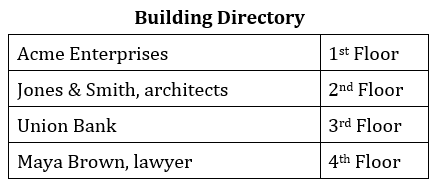 Building Directory
Acme Enterprises 1st Floor
Jones & Smith, architects 2nd Floor
Union Bank 3rd Floor
Maya Brown, lawyer 4th Floor